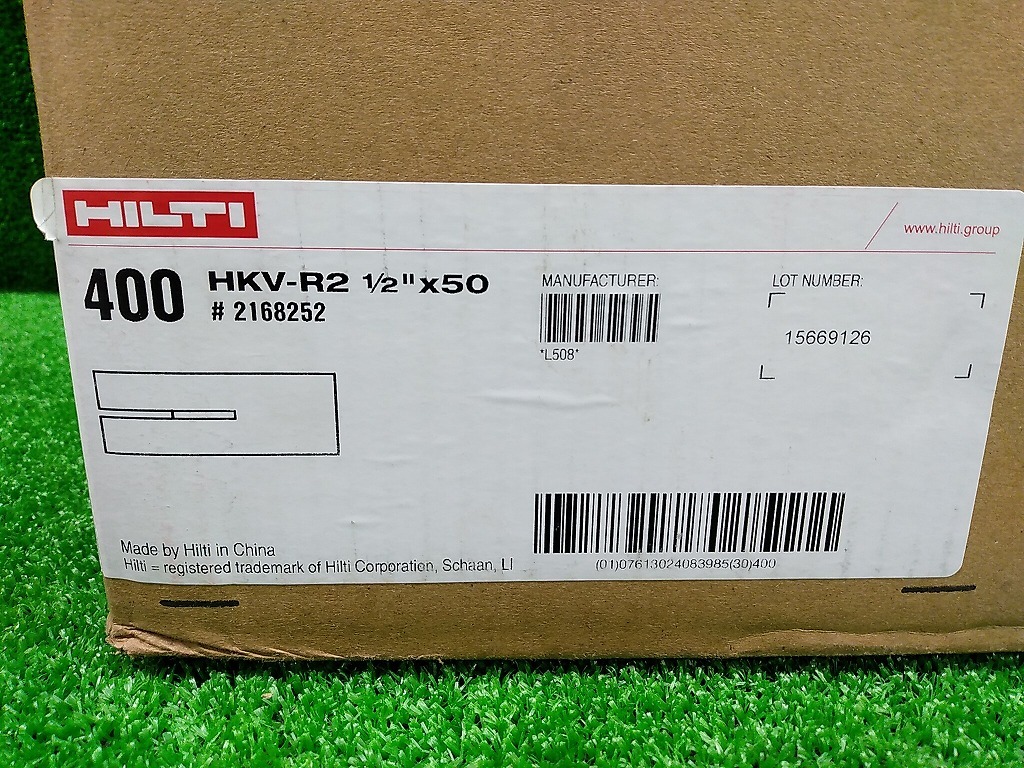 HILTI
www.hilti.group
400 HKV-R2 1/2"x50
# 2168252
MANUFACTURER:
*L508*
LOT NUMBER:
15669126
Made by Hilti in China
Hilti = registered trademark of Hilti Corporation, Schaan, LI
(01)07613024083985(30)400